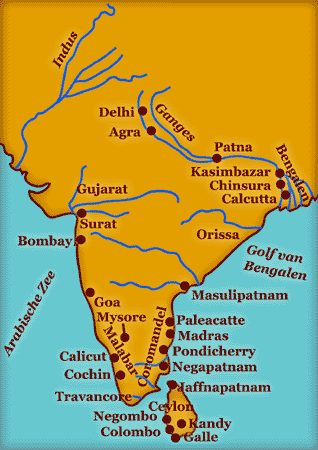 Indus
Delhi
Ganges
Agra
Patna
Bengalen
Kasimbazar
Chinsura
Calcutta
Gujarat
Surat
Orissa
Bombay
Golf van
Bengalen
Arabische Zee
Goa
Masulipatnam
Mysore
Coromandel
Paleacatte
Madras
Malabar
Calicut
Pondicherry
Cochin
Negapatnam
Travancore
Jaffnapatnam
Ceylon
Negombo
Kandy
Colombo
Galle